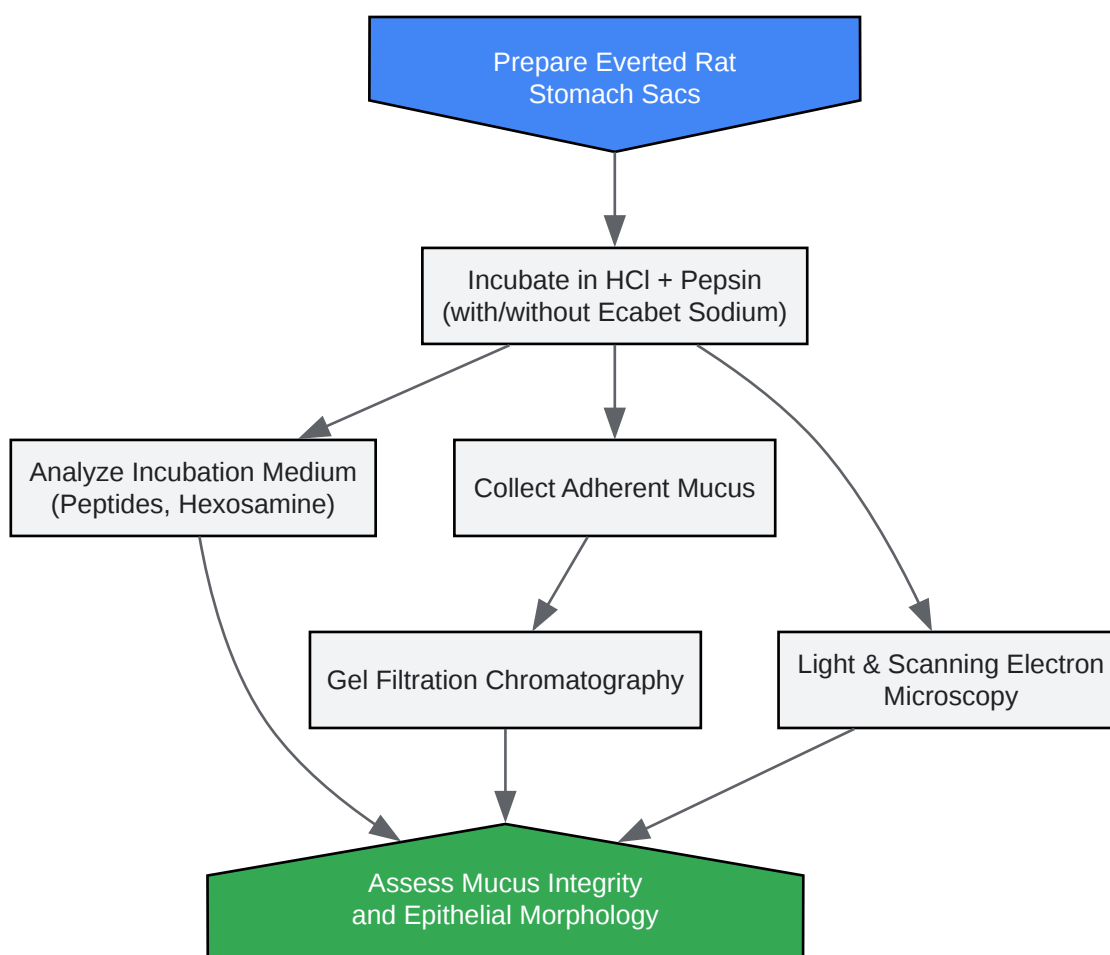 Prepare Everted Rat
Stomach Sacs
Incubate in HCl + Pepsin
(with/without Ecabet Sodium)
Analyze Incubation Medium
(Peptides, Hexosamine)
Collect Adherent Mucus
Gel Filtration Chromatography
Light & Scanning Electron
Microscopy
Assess Mucus Integrity
and Epithelial Morphology